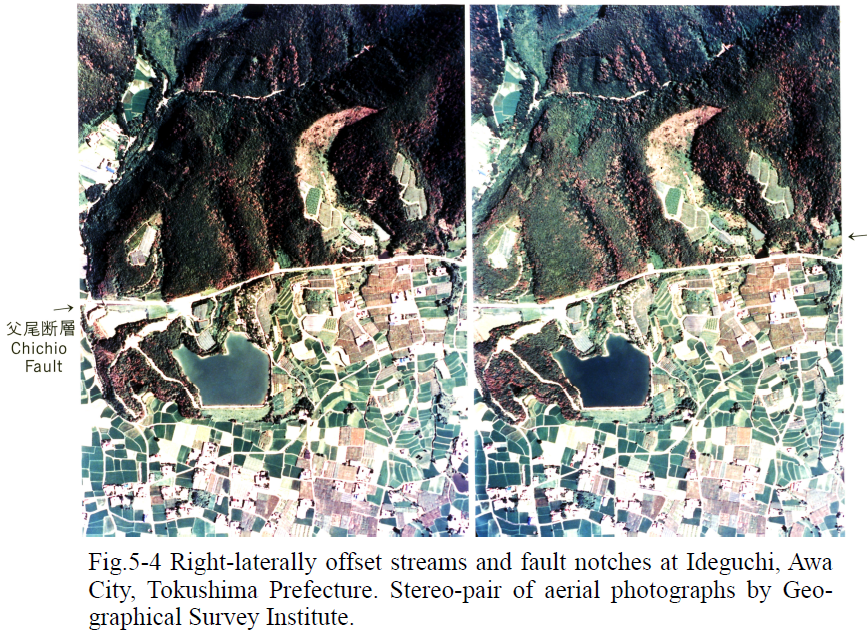 父尾断層
Chichio
Fault
Fig.5-4 Right-laterally offset streams and fault notches at Ideguchi, Awa
City, Tokushima Prefecture. Stereo-pair of aerial photographs by Geo-
graphical Survey Institute.